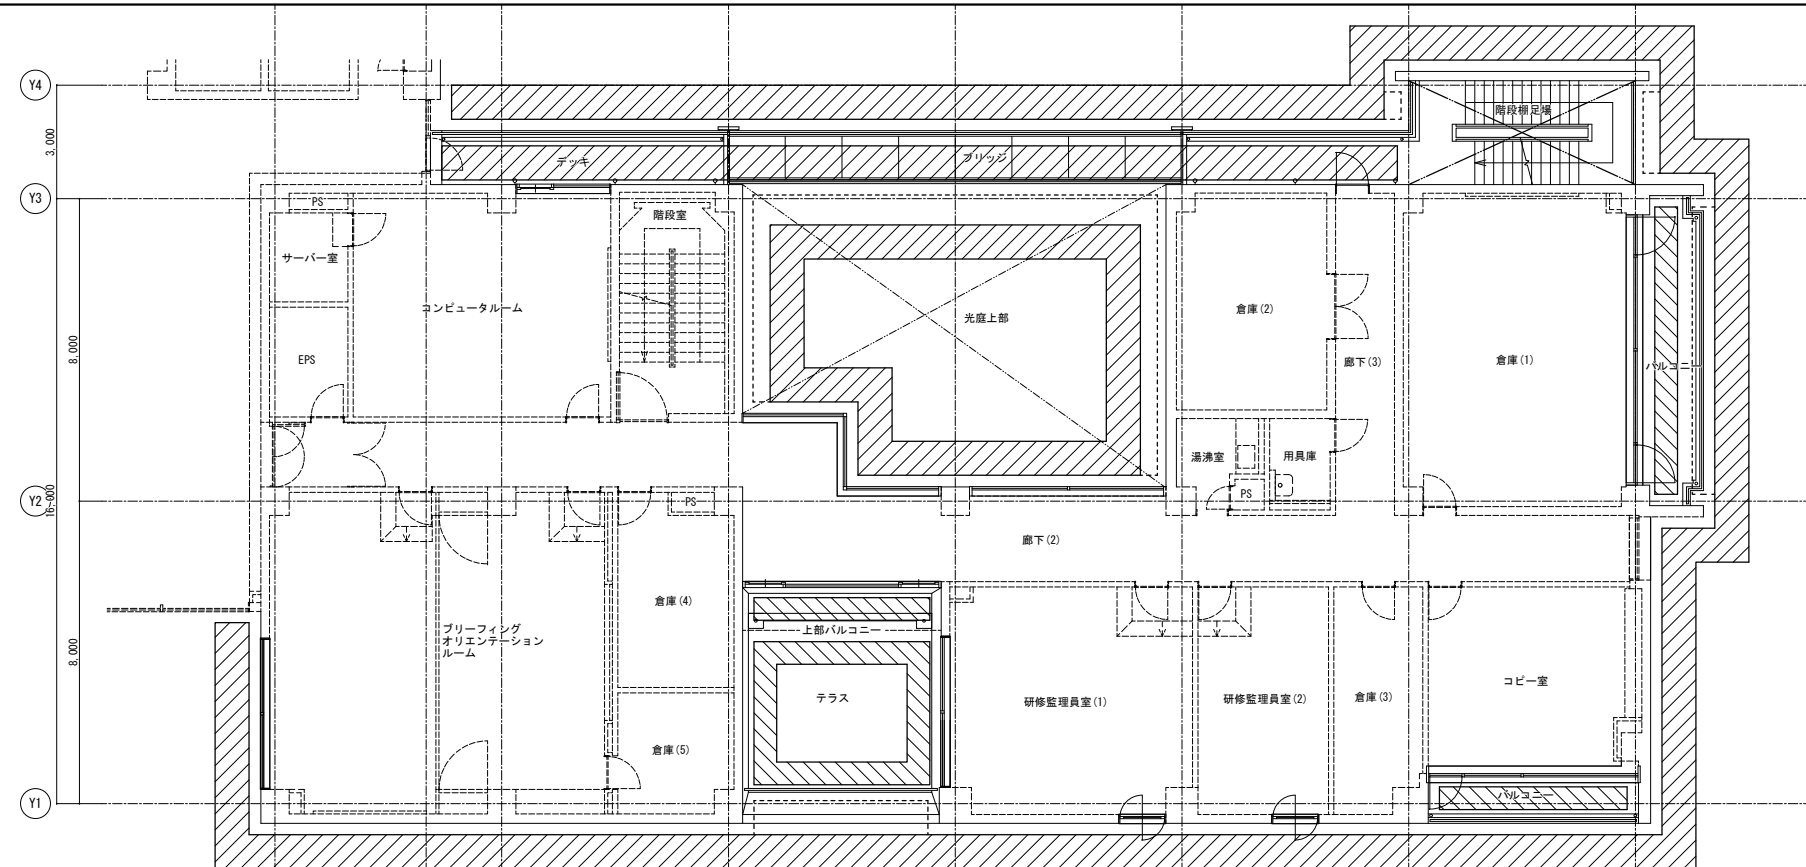 Y4
階段棚足場
3,000
デッキ
ブリッジ
Y3
PS
階段室
サーバー室
コンピュータルーム
倉庫(2)
光庭上部
8,000
EPS
廊下(3)
倉庫(1)
バルコニー
湯沸室
用具庫
PS
PS
Y2
16,000
廊下(2)
倉庫(4)
ブリーフィング
オリエンテーション
ルーム
上部バルコニー
8,000
テラス
研修監理員室(1)
研修監理員室(2)
倉庫(3)
コピー室
倉庫(5)
バルコニー
Y1